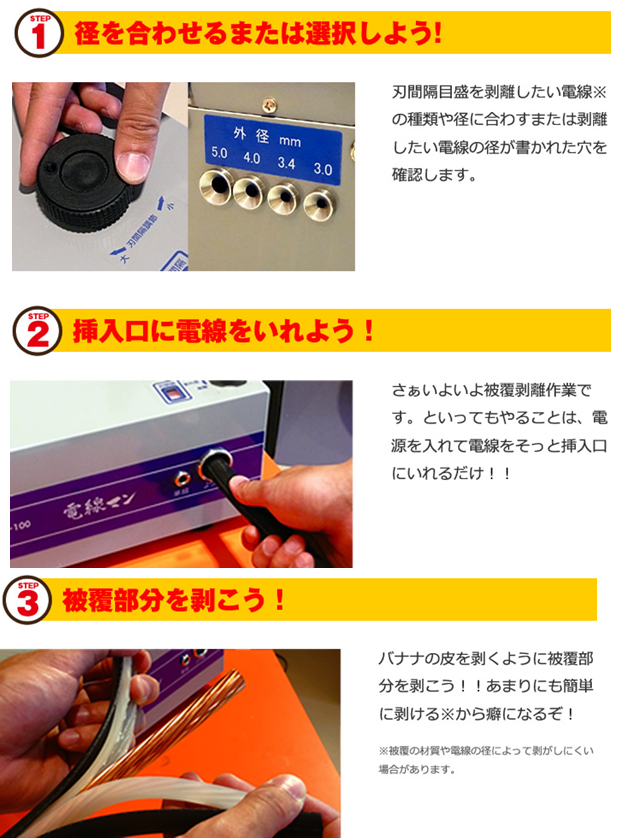 STEP
1
径を合わせるまたは選択しよう!
刃間隔目盛を剥離したい電線※
の種類や径に合わすまたは剥離
したい電線の径が書かれた穴を
確認します。
外 径 mm
5.0 4.0 3.4 3.0
大 刃間隔調節 小
刃間隔
STEP
2
挿入口に電線をいれよう！
さぁいよいよ被覆剥離作業で
す。といってもやることは、電
源を入れて電線をそっと挿入口
にいれるだけ！！
電線マン
-100
STEP
3
被覆部分を剥こう！
バナナの皮を剥くように被覆部
分を剥こう！！あまりにも簡単
に剥ける※から癖になるぞ！
※被覆の材質や電線の径によって剥がしにくい
場合があります。